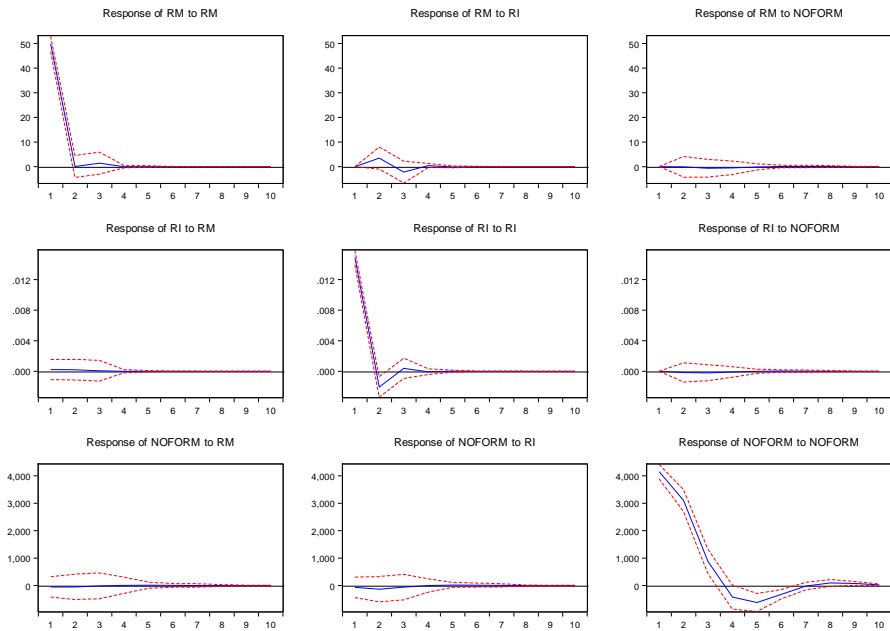 Response of RM to RM
50
40
30
20
10
0
1 2 3 4 5 6 7 8 9 10
Response of RM to RI
50
40
30
20
10
0
1 2 3 4 5 6 7 8 9 10
Response of RM to NOFORM
50
40
30
20
10
0
1 2 3 4 5 6 7 8 9 10
Response of RI to RM
.012
.008
.004
.000
1 2 3 4 5 6 7 8 9 10
Response of RI to RI
.012
.008
.004
.000
1 2 3 4 5 6 7 8 9 10
Response of RI to NOFORM
.012
.008
.004
.000
1 2 3 4 5 6 7 8 9 10
Response of NOFORM to RM
4,000
3,000
2,000
1,000
0
1 2 3 4 5 6 7 8 9 10
Response of NOFORM to RI
4,000
3,000
2,000
1,000
0
1 2 3 4 5 6 7 8 9 10
Response of NOFORM to NOFORM
4,000
3,000
2,000
1,000
0
1 2 3 4 5 6 7 8 9 10